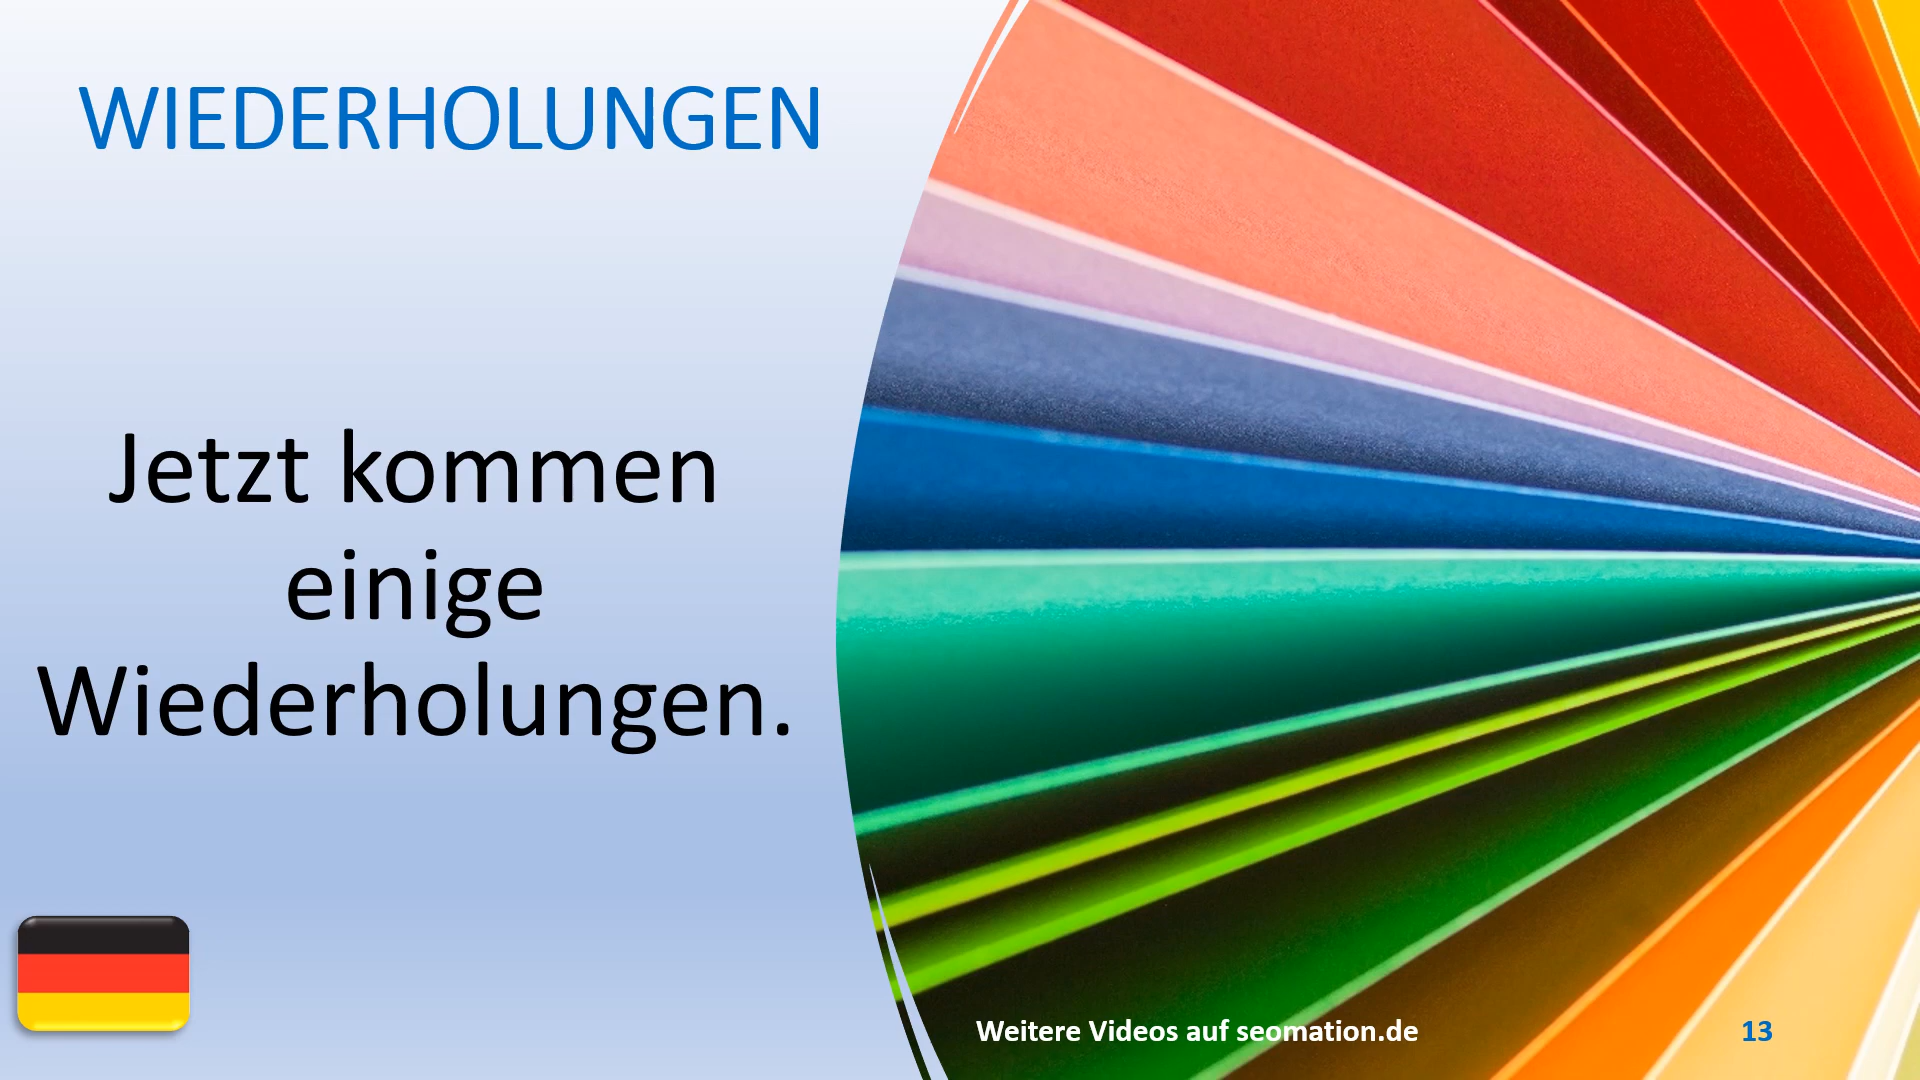 WIEDERHOLUNGEN
Jetzt kommen
einige
Wiederholungen.
Weitere Videos auf seomation.de
13